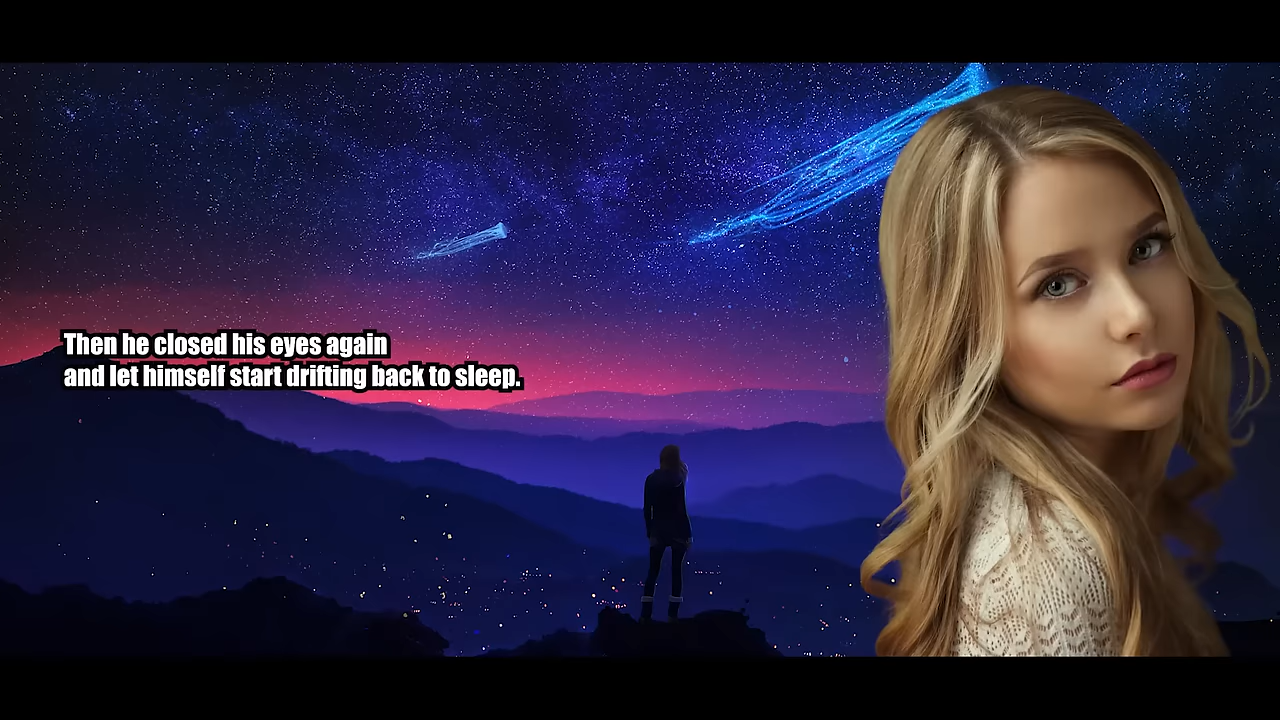 Then he closed his eyes again
and let himself start drifting back to sleep.